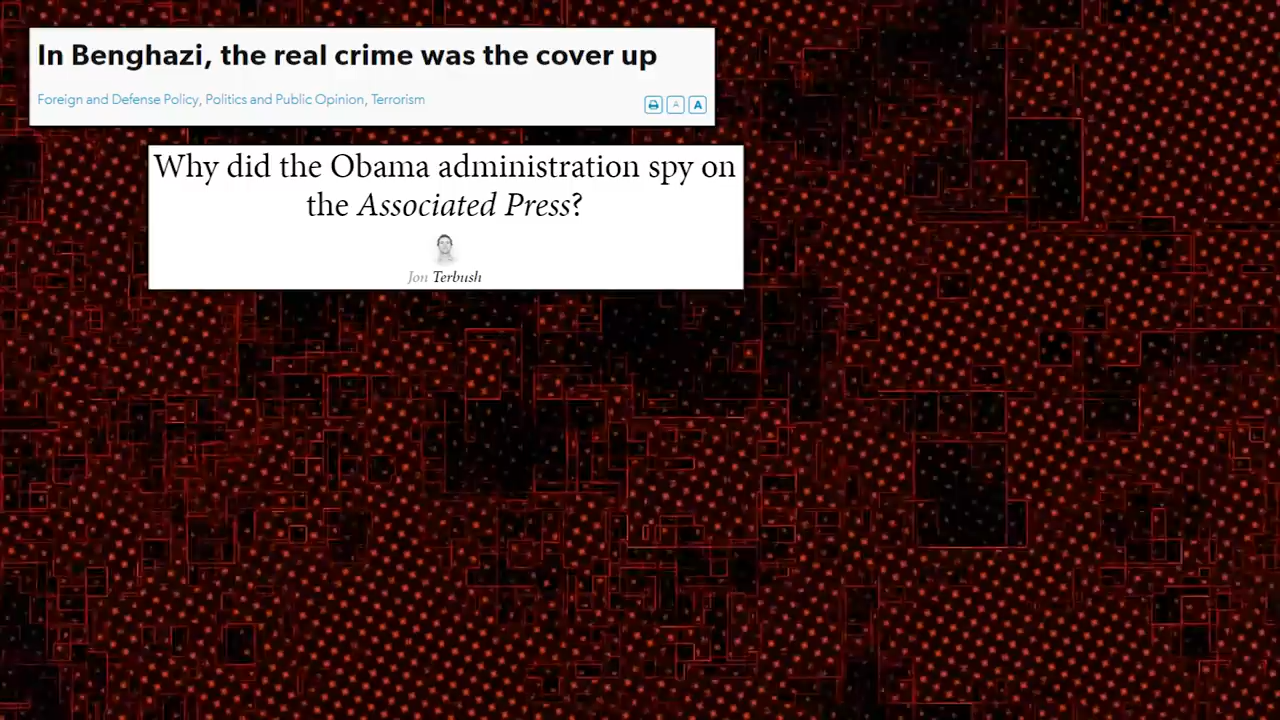 In Benghazi, the real crime was the cover up
Foreign and Defense Policy, Politics and Public Opinion, Terrorism
A A
Why did the Obama administration spy on
the Associated Press?
Jon Terbush